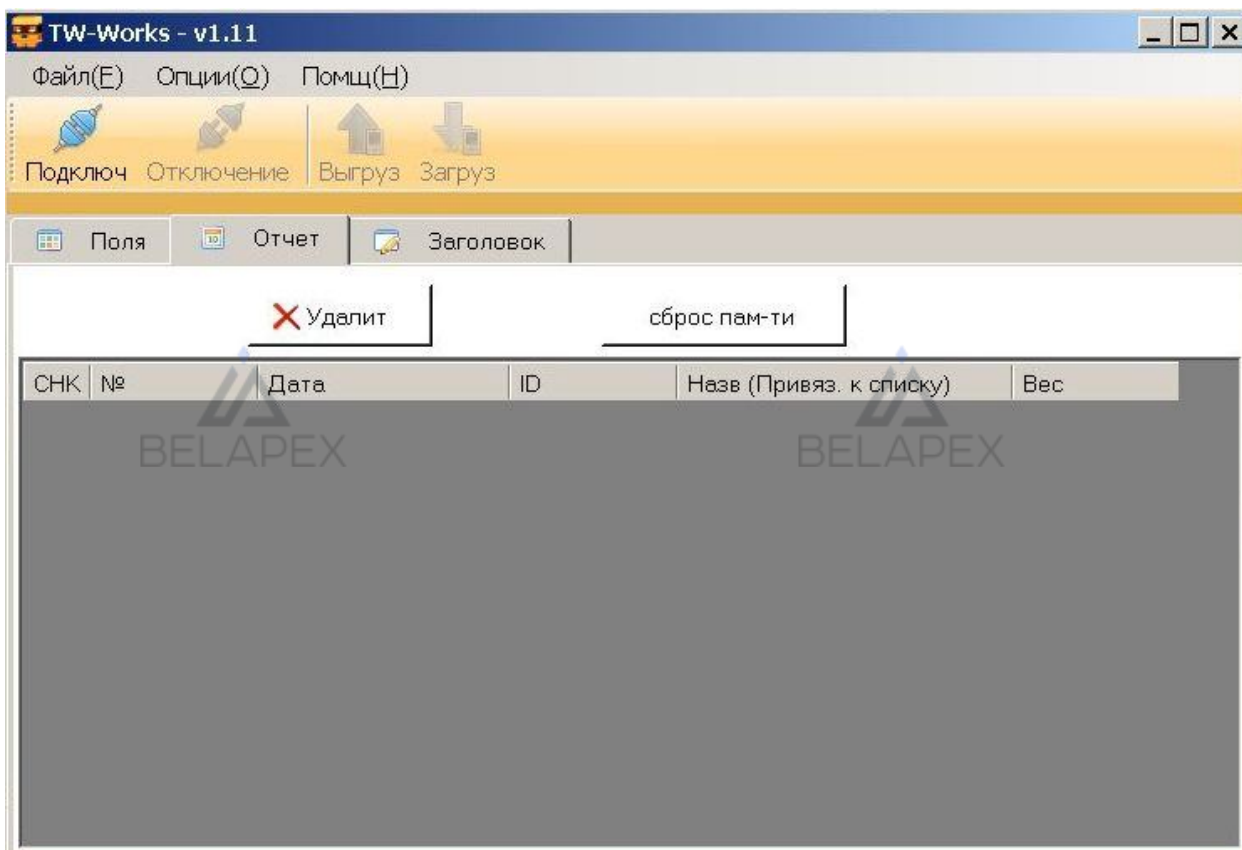 TW-Works - v1.11
Файл(F) Опции(O) Помщ(H)
Подключ Отключение Выгруз Загруз
Поля Отчет Заголовок
Удалит сброс пам-ти
СНК № Дата ID Назв (Привяз. к списку) Вес
BELAPEX BELAPEX